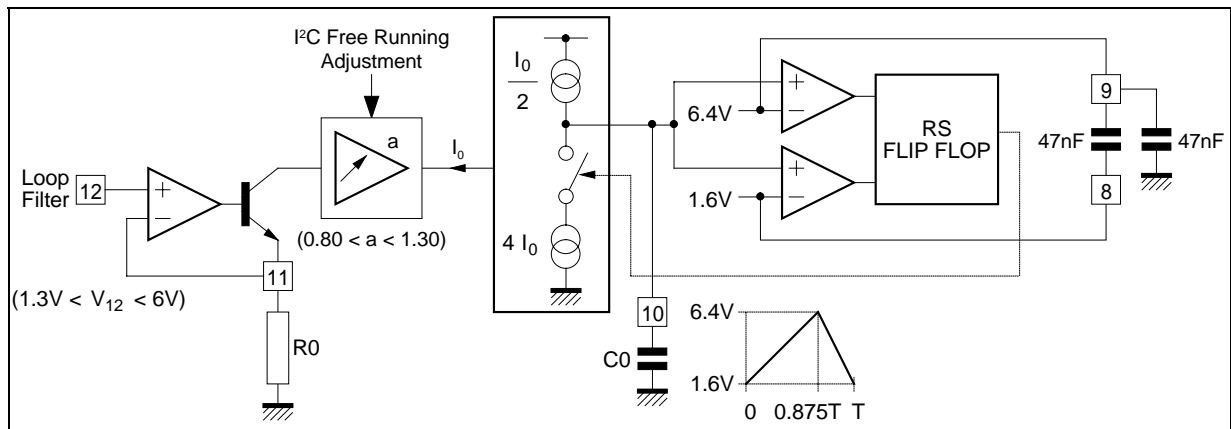 I²C Free Running
Adjustment
Loop
Filter
12
(1.3V < V12 < 6V)
11
R0
a
(0.80 < a < 1.30)
I0
I0
2
4 I0
10
C0
6.4V
1.6V
RS
FLIP FLOP
9
47nF
47nF
8
6.4V
1.6V
0 0.875T T